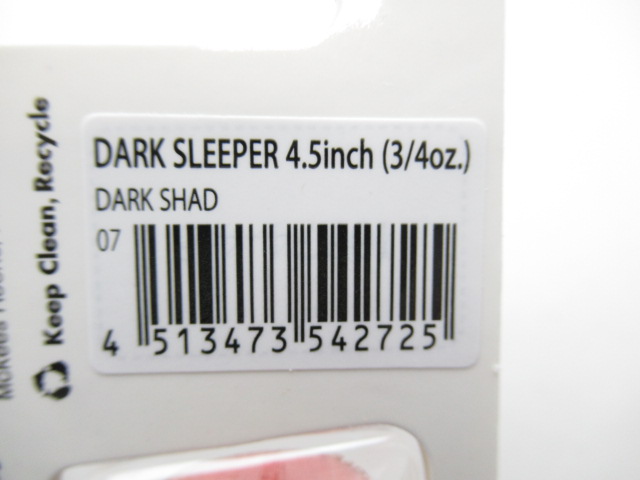 DARK SLEEPER 4.5inch (3/4oz.)
DARK SHAD
07
4 513473 542725
Keep Clean, Recycle